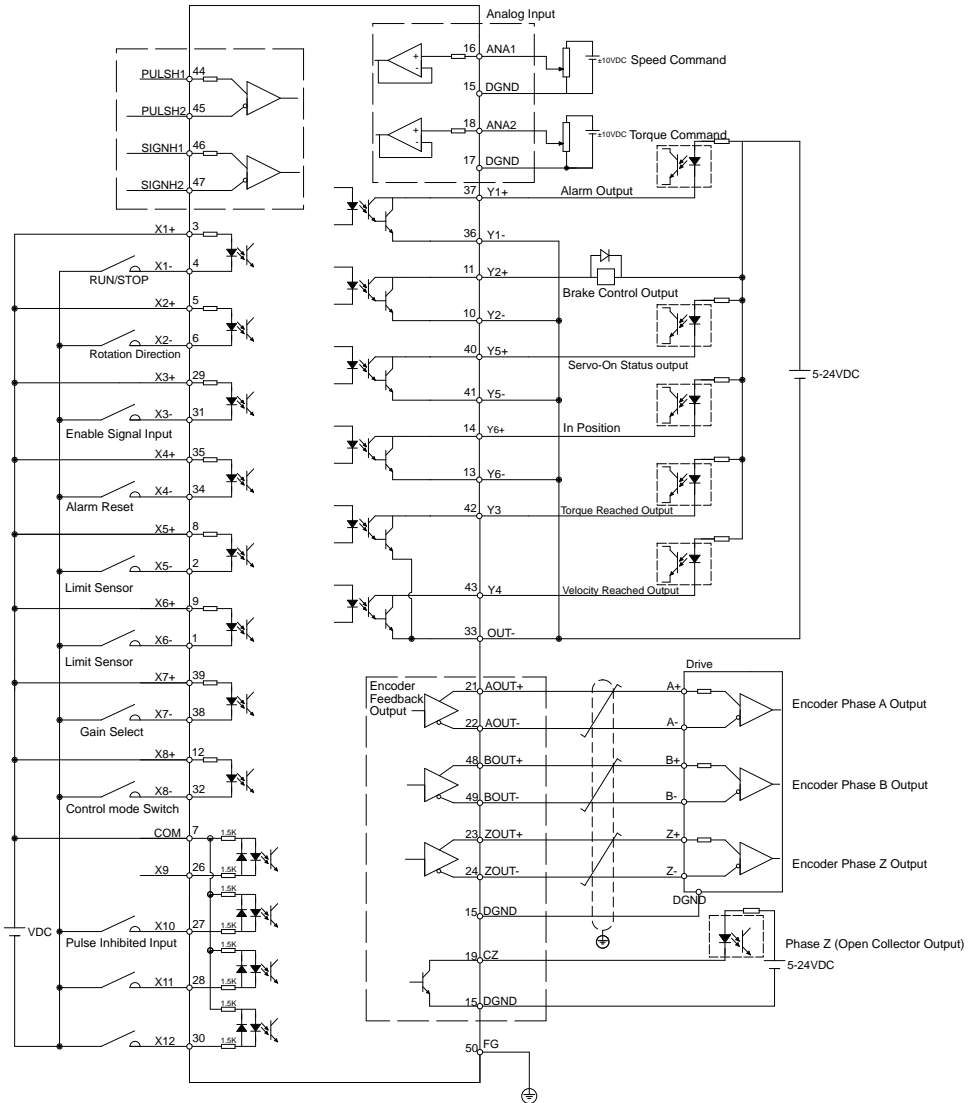 Analog Input
PULSH1 44
PULSH2 45
SIGNH1 46
SIGNH2 47
16 ANA1
±10VDC Speed Command
15 DGND
18 ANA2
±10VDC Torque Command
17 DGND
37 Y1+ Alarm Output
36 Y1-
11 Y2+
Brake Control Output
10 Y2-
40 Y5+
Servo-On Status output
41 Y5-
14 Y6+ In Position
13 Y6-
42 Y3 Torque Reached Output
43 Y4 Velocity Reached Output
33 OUT-
5-24VDC
X1+ 3
X1- 4
RUN/STOP
X2+ 5
X2- 6
Rotation Direction
X3+ 29
X3- 31
Enable Signal Input
X4+ 35
X4- 34
Alarm Reset
X5+ 8
X5- 2
Limit Sensor
X6+ 9
X6- 1
Limit Sensor
X7+ 39
X7- 38
Gain Select
X8+ 12
X8- 32
Control mode Switch
COM 7 1.5K
X9 26 1.5K
1.5K
X10 27 1.5K
Pulse Inhibited Input
VDC
1.5K
X11 28 1.5K
1.5K
X12 30 1.5K
Encoder
Feedback
Output
Drive
21 AOUT+ A+
Encoder Phase A Output
22 AOUT- A-
48 BOUT+ B+
Encoder Phase B Output
49 BOUT- B-
23 ZOUT+ Z+
Encoder Phase Z Output
24 ZOUT- Z-
DGND
15 DGND
Phase Z (Open Collector Output)
19 CZ
5-24VDC
15 DGND
50 FG